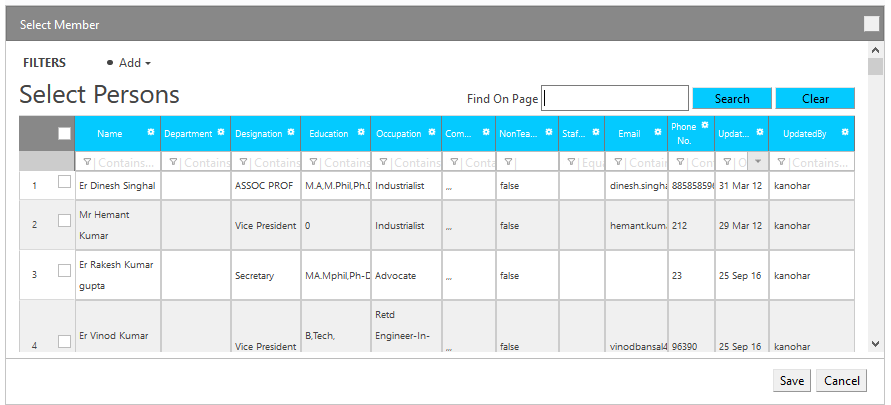 Select Member
FILTERS Add
Select Persons
Find On Page Search Clear
Name Department Designation Education Occupation Com... NonTea... Staf... Email Phone No. Updat... UpdatedBy
Contains... Contains Contains Contains Contains Con Equa Contain Con Contains...
1 Er Dinesh Singhal ASSOC PROF M.A,M.Phil,Ph.D Industrialist ,,, false dinesh.singha 885858590 31 Mar 12 kanohar
2 Mr Hemant Kumar Vice President 0 Industrialist ,,, false hemant.kuma 212 29 Mar 12 kanohar
3 Er Rakesh Kumar gupta Secretary MA.Mphil,Ph-D Advocate ,,, false 23 25 Sep 16 kanohar
4 Er Vinod Kumar Vice President B,Tech, Retd Engineer-In- ,,, false vinodbansal4 96390 25 Sep 16 kanohar
Save Cancel